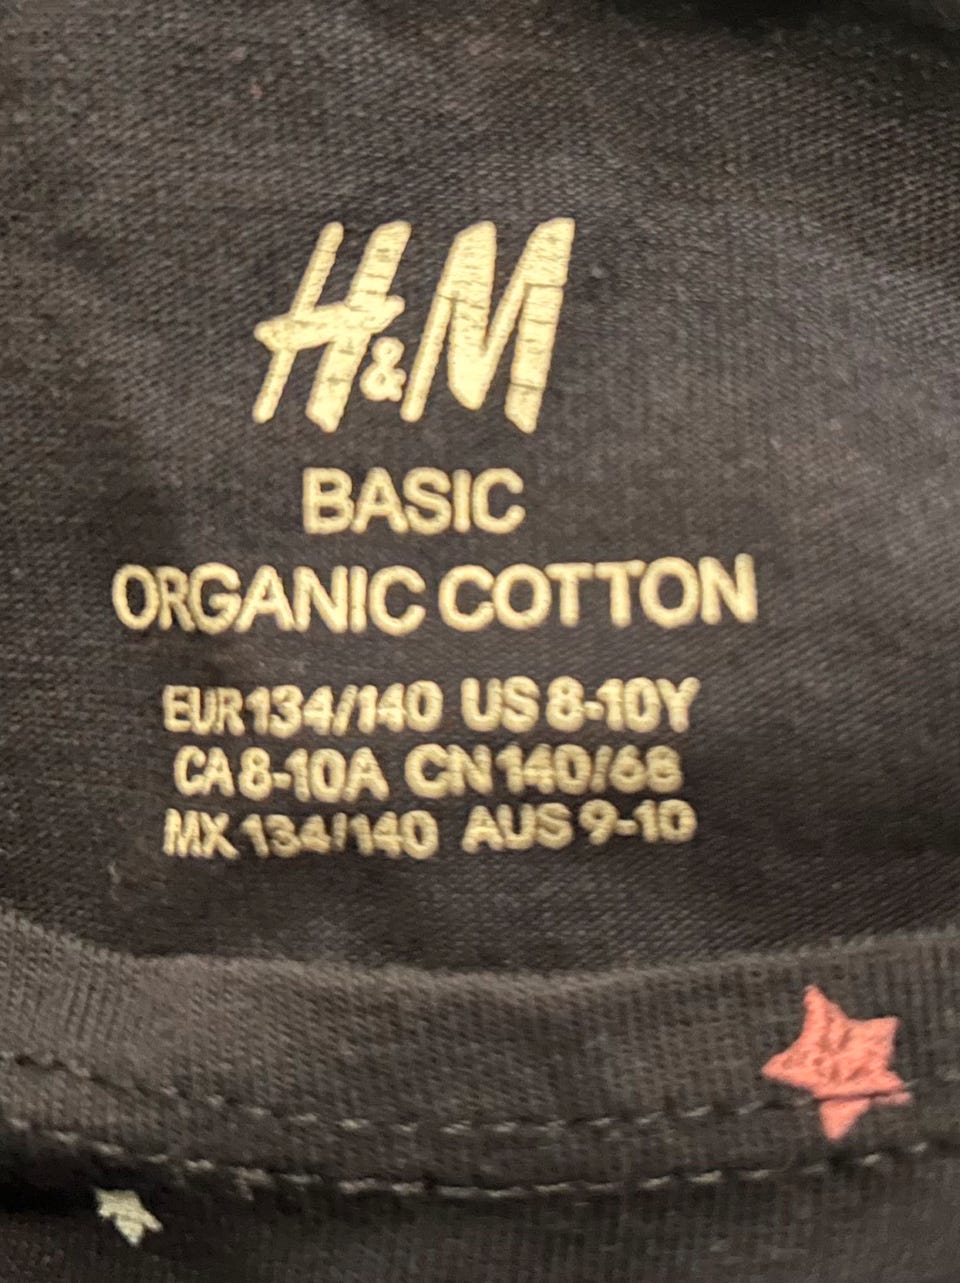 H&M
BASIC
ORGANIC COTTON
EUR 134/140 US 8-10Y
CA 8-10A CN 140/68
MX 134/140 AUS 9-10